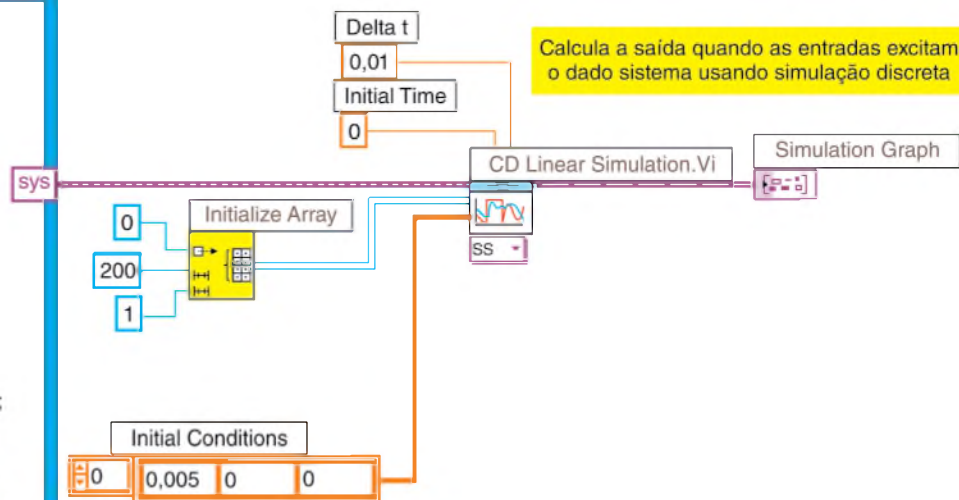 Delta t
0,01
Initial Time
0
Calcula a saída quando as entradas excitam
o dado sistema usando simulação discreta
CD Linear Simulation.Vi
Simulation Graph
sys
SS
Initialize Array
0
200
1
Initial Conditions
0
0,005
0
0